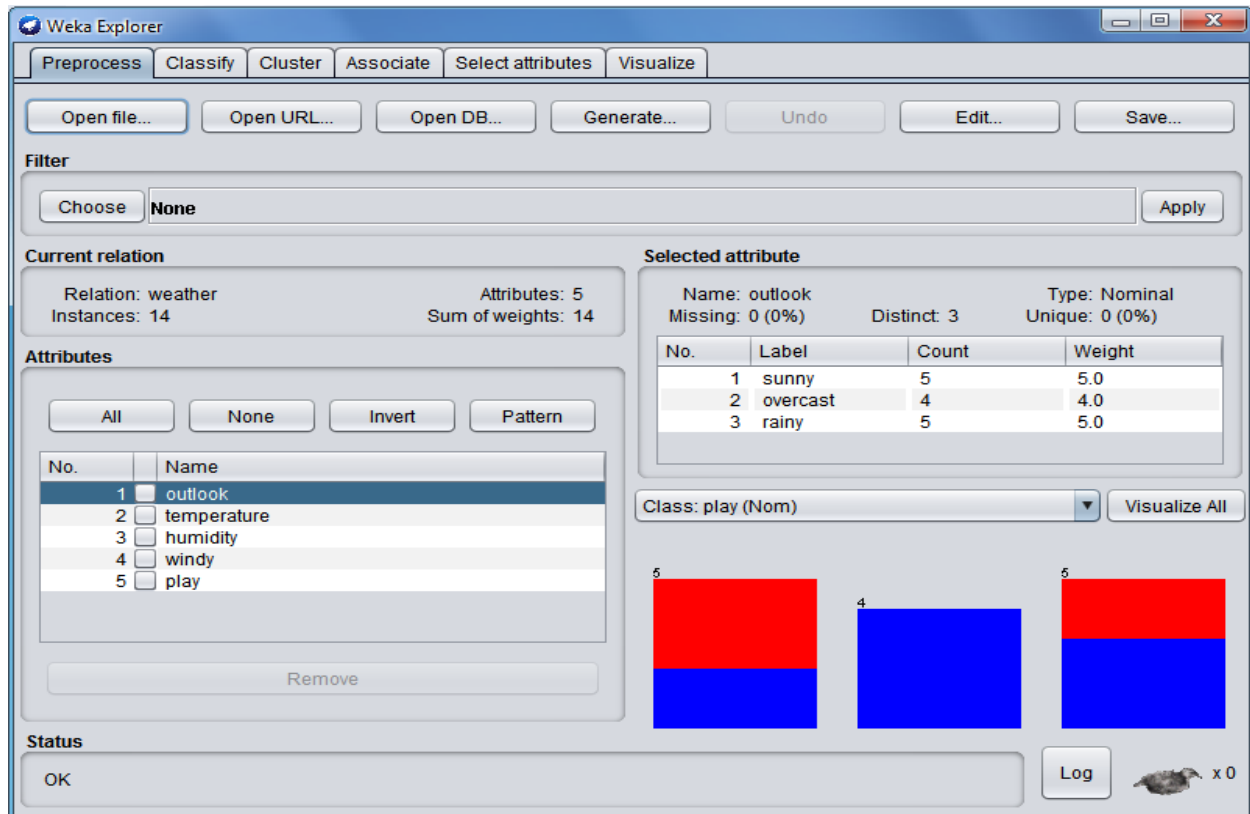 Weka Explorer
Preprocess Classify Cluster Associate Select attributes Visualize
Open file... Open URL... Open DB... Generate... Undo Edit... Save...
Filter
Choose None Apply
Current relation
Relation: weather Attributes: 5
Instances: 14 Sum of weights: 14
Attributes
All None Invert Pattern
No. Name
1 outlook
2 temperature
3 humidity
4 windy
5 play
Remove
Selected attribute
Name: outlook Type: Nominal
Missing: 0 (0%) Distinct: 3 Unique: 0 (0%)
No. Label Count Weight
1 sunny 5 5.0
2 overcast 4 4.0
3 rainy 5 5.0
Class: play (Nom) Visualize All
5 4 5
Status
OK
Log x 0